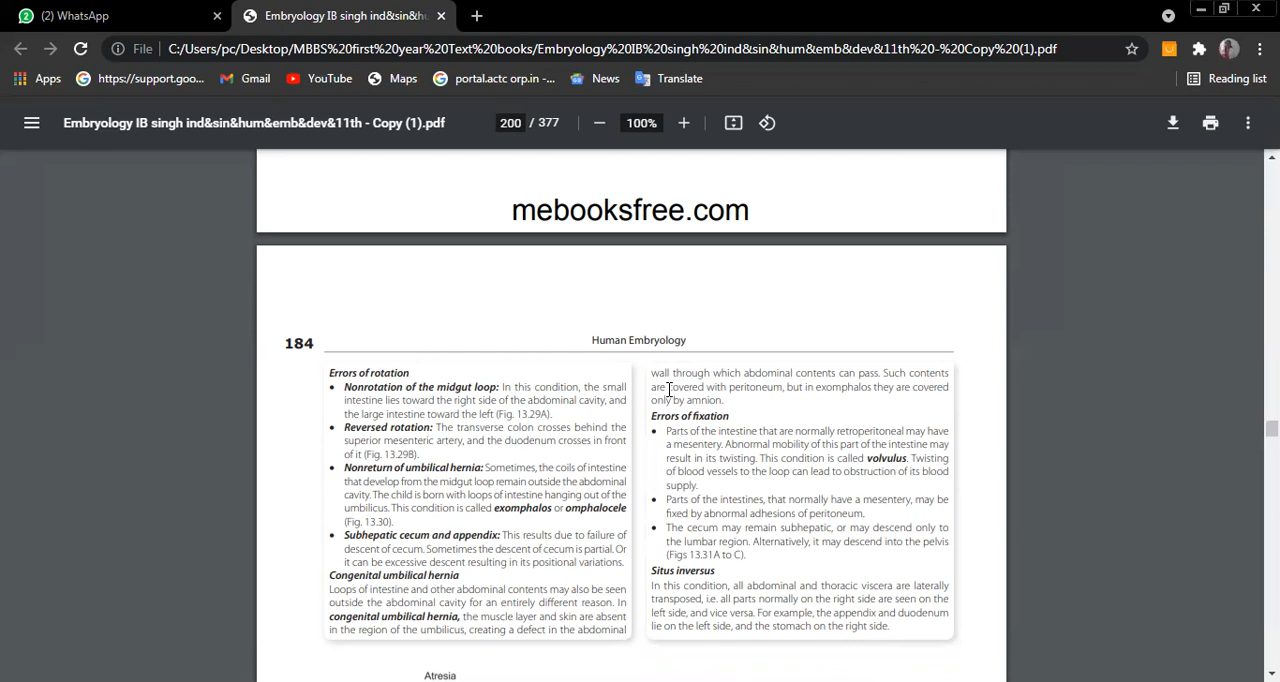 (2) WhatsApp
Embryology IB singh ind&sin&hu
File
C:/Users/pc/Desktop/MBBS%20first%20year%20Text%20books/Embryology%20IB%20singh%20ind&sin&hum&emb&dev&11th%20-%20Copy%20(1).pdf
Apps
https://support.goo...
Gmail
YouTube
Maps
portal.actc orp.in -...
News
Translate
Reading list
Embryology IB singh ind&sin&hum&emb&dev&11th - Copy (1).pdf
200 / 377
100%
mebooksfree.com
184
Human Embryology
Errors of rotation
• Nonrotation of the midgut loop: In this condition, the small
intestine lies toward the right side of the abdominal cavity, and
the large intestine toward the left (Fig. 13.29A).
• Reversed rotation: The transverse colon crosses behind the
superior mesenteric artery, and the duodenum crosses in front
of it (Fig. 13.29B).
• Nonreturn of umbilical hernia: Sometimes, the coils of intestine
that develop from the midgut loop remain outside the abdominal
cavity. The child is born with loops of intestine hanging out of the
umbilicus. This condition is called exomphalos or omphalocele
(Fig. 13.30).
• Subhepatic cecum and appendix: This results due to failure of
descent of cecum. Sometimes the descent of cecum is partial. Or
it can be excessive descent resulting in its positional variations.
Congenital umbilical hernia
Loops of intestine and other abdominal contents may also be seen
outside the abdominal cavity for an entirely different reason. In
congenital umbilical hernia, the muscle layer and skin are absent
in the region of the umbilicus, creating a defect in the abdominal
wall through which abdominal contents can pass. Such contents
are covered with peritoneum, but in exomphalos they are covered
only by amnion.
Errors of fixation
• Parts of the intestine that are normally retroperitoneal may have
a mesentery. Abnormal mobility of this part of the intestine may
result in its twisting. This condition is called volvulus. Twisting
of blood vessels to the loop can lead to obstruction of its blood
supply.
• Parts of the intestines, that normally have a mesentery, may be
fixed by abnormal adhesions of peritoneum.
• The cecum may remain subhepatic, or may descend only to
the lumbar region. Alternatively, it may descend into the pelvis
(Figs 13.31A to C).
Situs inversus
In this condition, all abdominal and thoracic viscera are laterally
transposed, i.e. all parts normally on the right side are seen on the
left side, and vice versa. For example, the appendix and duodenum
lie on the left side, and the stomach on the right side.
Atresia